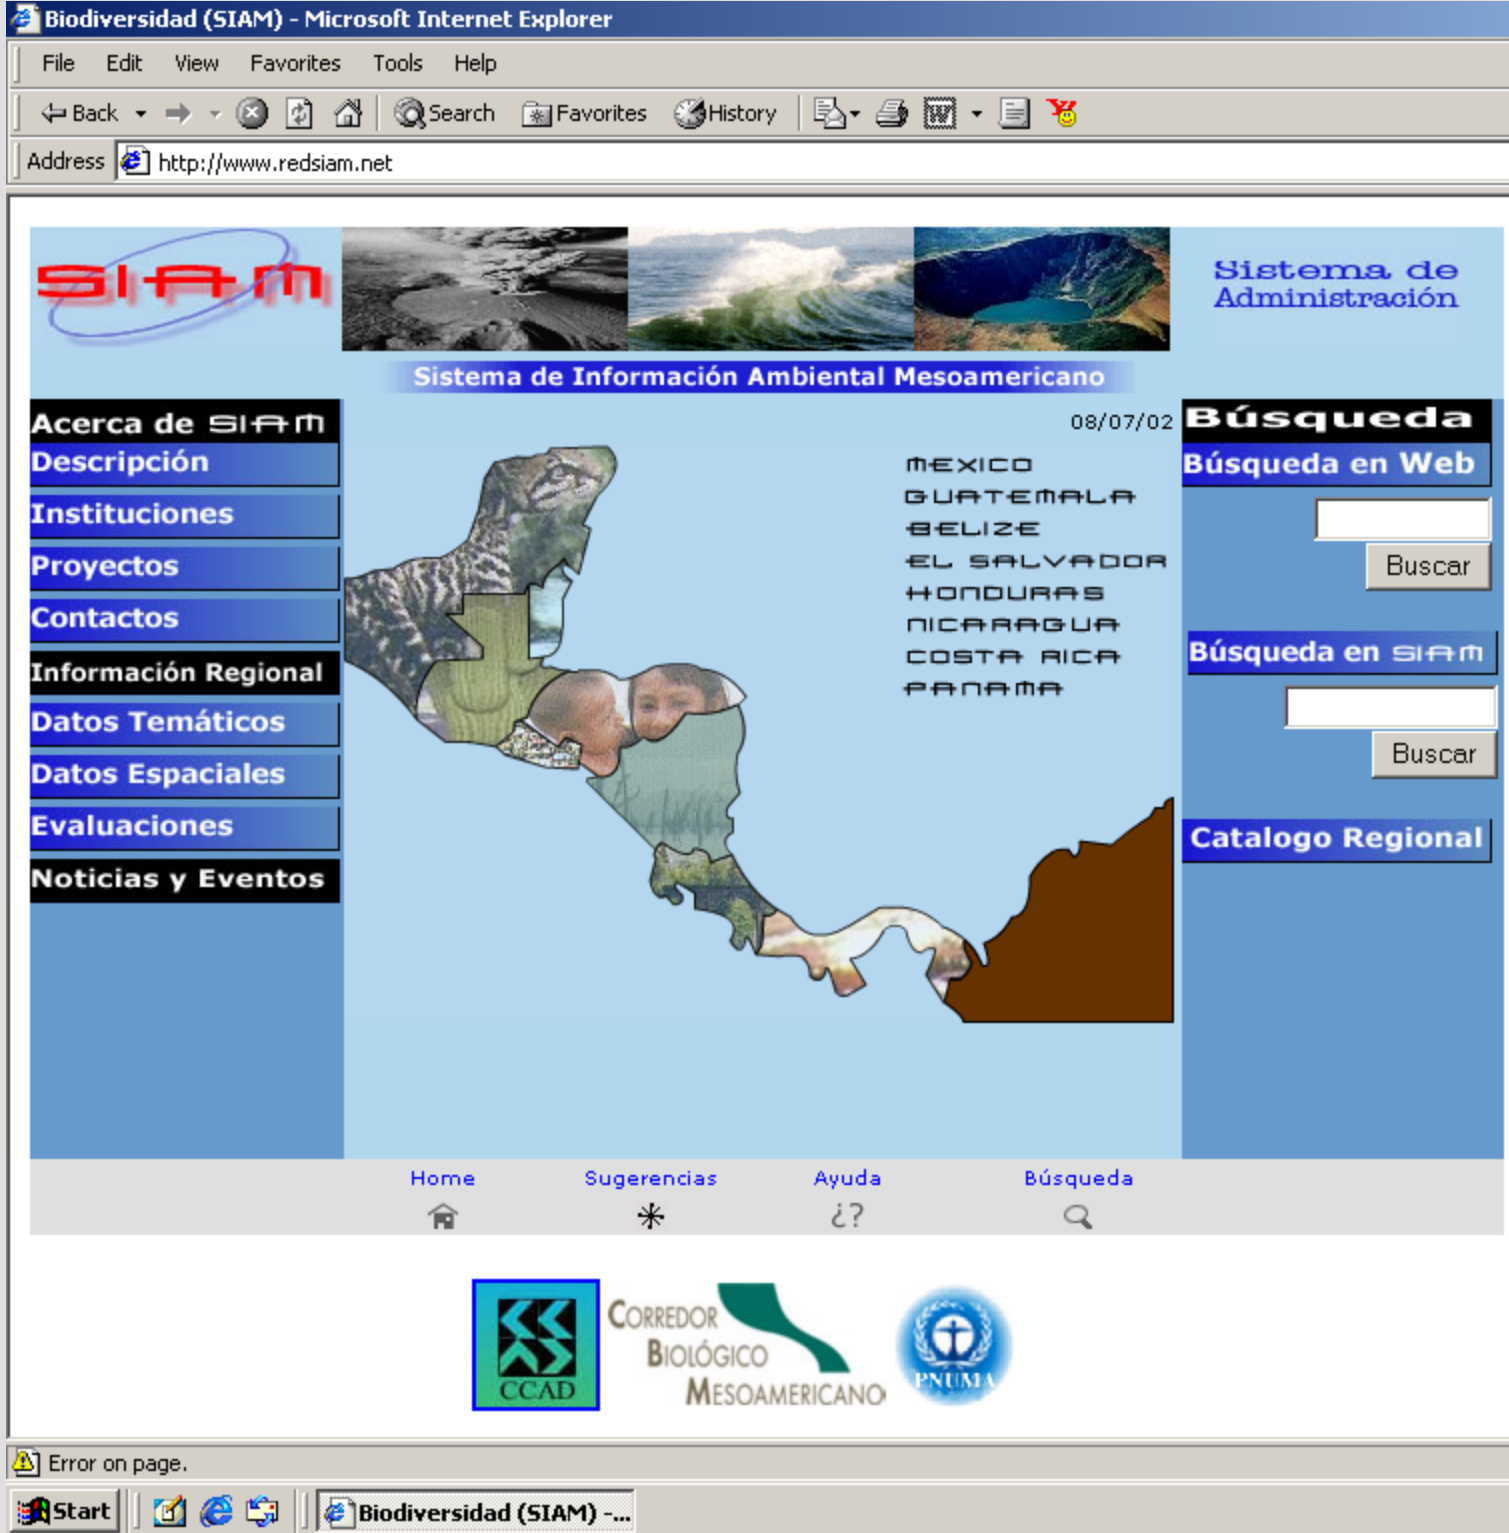 Biodiversidad (SIAM) - Microsoft Internet Explorer
File Edit View Favorites Tools Help
Back Search Favorites History
Address http://www.redsiam.net
SIAM
Sistema de
Administración
Sistema de Información Ambiental Mesoamericano
Acerca de SIAM
Descripción
Instituciones
Proyectos
Contactos
Información Regional
Datos Temáticos
Datos Espaciales
Evaluaciones
Noticias y Eventos
08/07/02
MEXICO
GUATEMALA
BELIZE
EL SALVADOR
HONDURAS
NICARAGUA
COSTA RICA
PANAMA
Búsqueda
Búsqueda en Web
Buscar
Búsqueda en SIAM
Buscar
Catalogo Regional
Home Sugerencias Ayuda Búsqueda
¿?
CCAD
CORREDOR
BIOLÓGICO
MESOAMERICANO
PNUMA
Error on page.
Start Biodiversidad (SIAM) -...